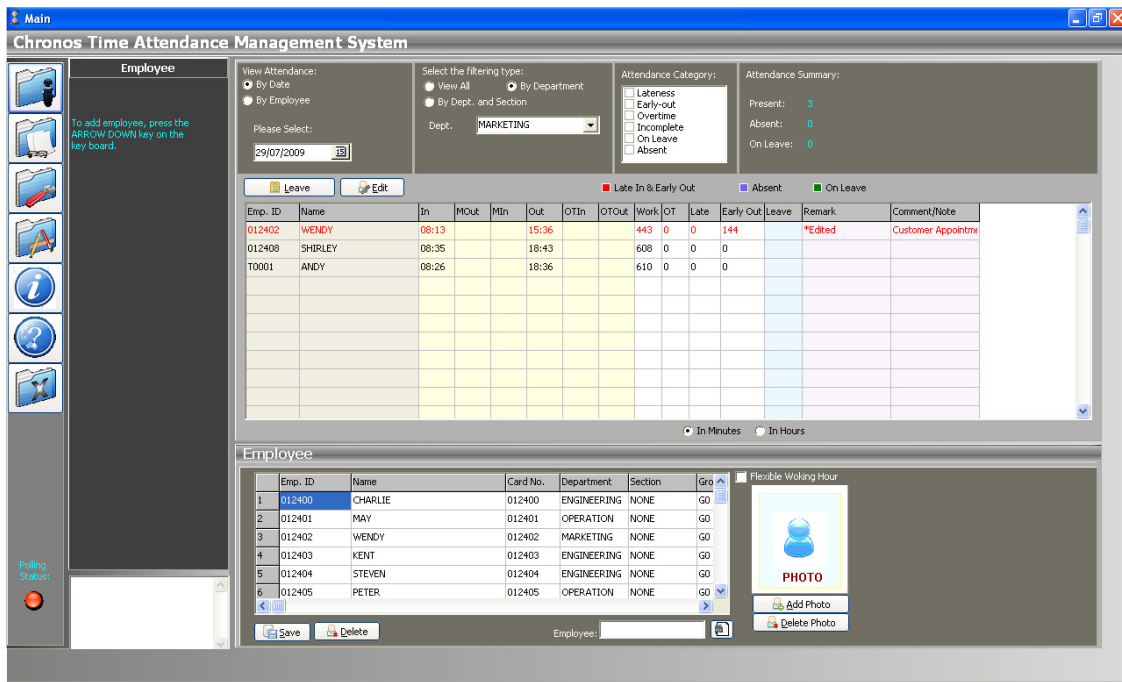 Main
Chronos Time Attendance Management System
Employee
To add employee, press the
ARROW DOWN key on the
key board.
Polling
Status:
View Attendance:
By Date
By Employee
Please Select:
29/07/2009 15
Select the filtering type:
View All By Department
By Dept. and Section
Dept. MARKETING
Attendance Category:
Lateness
Early-out
Overtime
Incomplete
On Leave
Absent
Attendance Summary:
Present: 3
Absent: 0
On Leave: 0
Leave Edit Late In & Early Out Absent On Leave
Emp. ID Name In MOut MIn Out OTIn OTOut Work OT Late Early Out Leave Remark Comment/Note
012402 WENDY 08:13 15:36 443 0 0 144 *Edited Customer Appointme
012408 SHIRLEY 08:35 18:43 608 0 0 0
T0001 ANDY 08:26 18:36 610 0 0 0
In Minutes In Hours
Employee
Emp. ID Name Card No. Department Section Gro
1 012400 CHARLIE 012400 ENGINEERING NONE G0
2 012401 MAY 012401 OPERATION NONE G0
3 012402 WENDY 012402 MARKETING NONE G0
4 012403 KENT 012403 ENGINEERING NONE G0
5 012404 STEVEN 012404 ENGINEERING NONE G0
6 012405 PETER 012405 OPERATION NONE G0
Save Delete Employee:
Flexible Woking Hour
PHOTO
Add Photo
Delete Photo